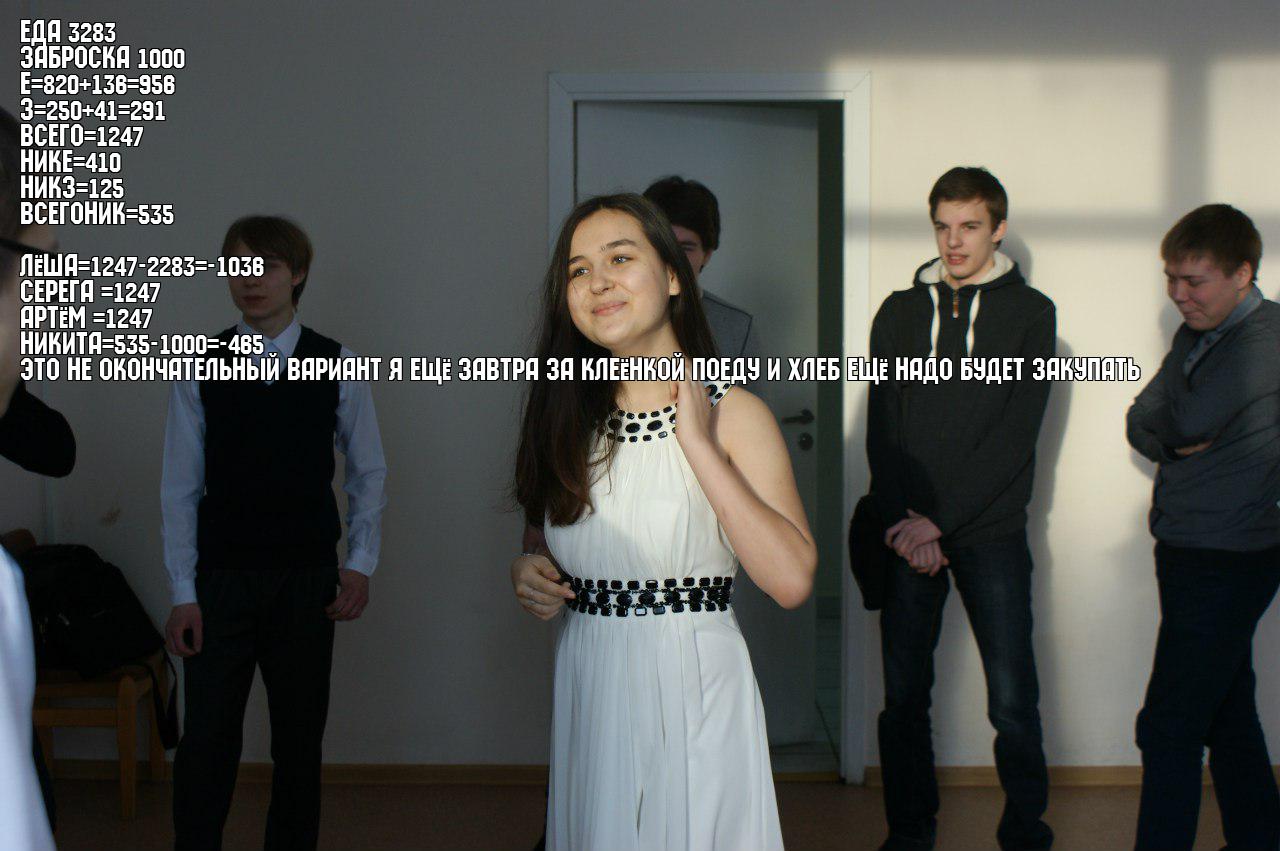 ЕДА 3283
ЗАБРОСКА 1000
Е=820+136=956
З=250+41=291
ВСЕГО=1247
НИКЕ=410
НИКЗ=125
ВСЕГОНИК=535
ЛЁША=1247-2283=-1036
СЕРЕГА =1247
АРТЁМ =1247
НИКИТА=535-1000=-465
ЭТО НЕ ОКОНЧАТЕЛЬНЫЙ ВАРИАНТ Я ЕЩЁ ЗАВТРА ЗА КЛЕЁНКОЙ ПОЕДУ И ХЛЕБ ЕЩЁ НАДО БУДЕТ ЗАКУПАТЬ